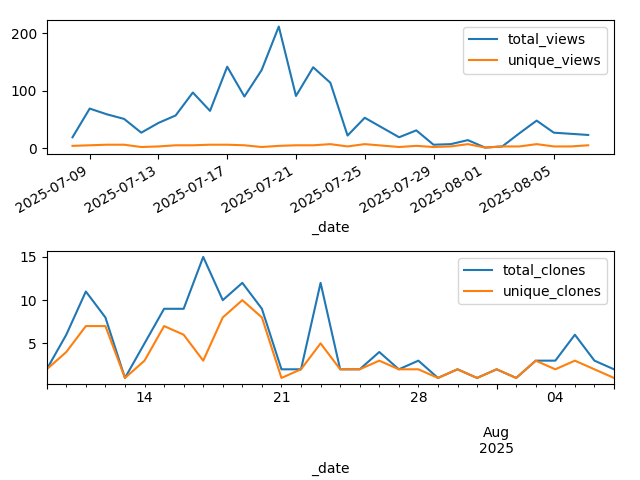 200
100
0
total_views
unique_views
2025-07-09
2025-07-13
2025-07-17
2025-07-21
2025-07-25
2025-07-29
2025-08-01
2025-08-05
_date
15
10
5
total_clones
unique_clones
14
21
28
04
Aug
2025
_date